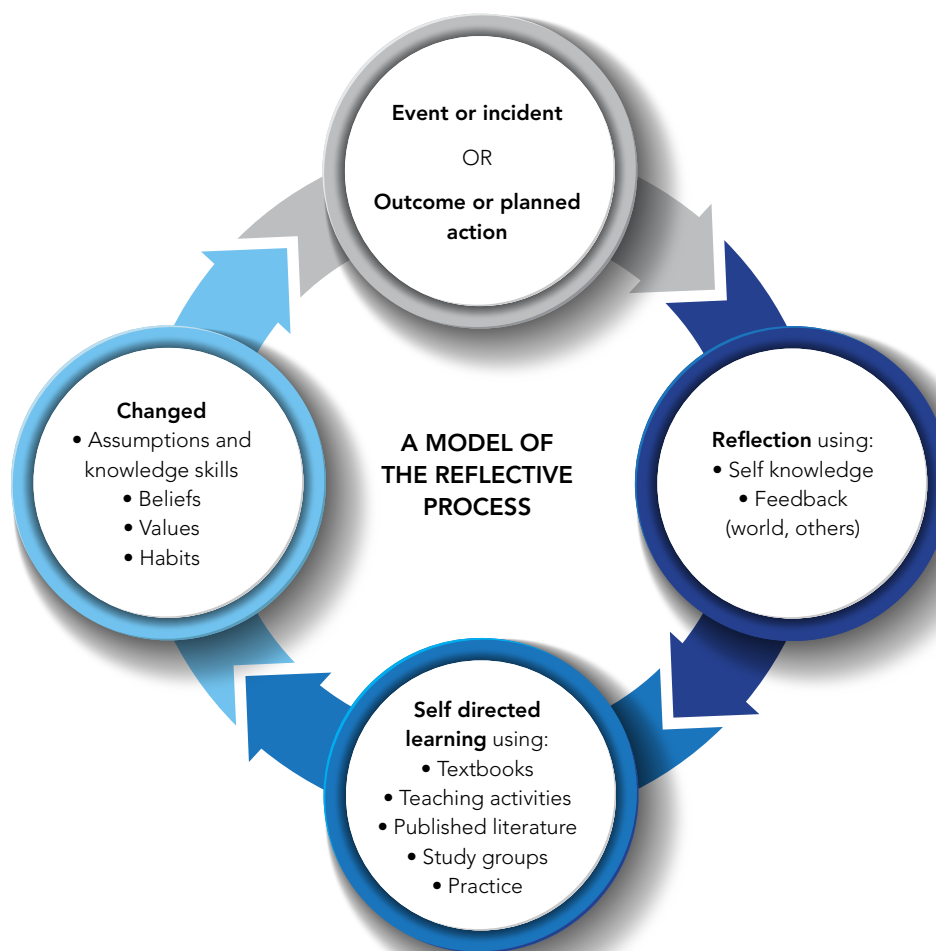 Event or incident
OR
Outcome or planned
action
A MODEL OF
THE REFLECTIVE
PROCESS
Reflection using:
• Self knowledge
• Feedback
(world, others)
Self directed
learning using:
• Textbooks
• Teaching activities
• Published literature
• Study groups
• Practice
Changed
• Assumptions and
knowledge skills
• Beliefs
• Values
• Habits